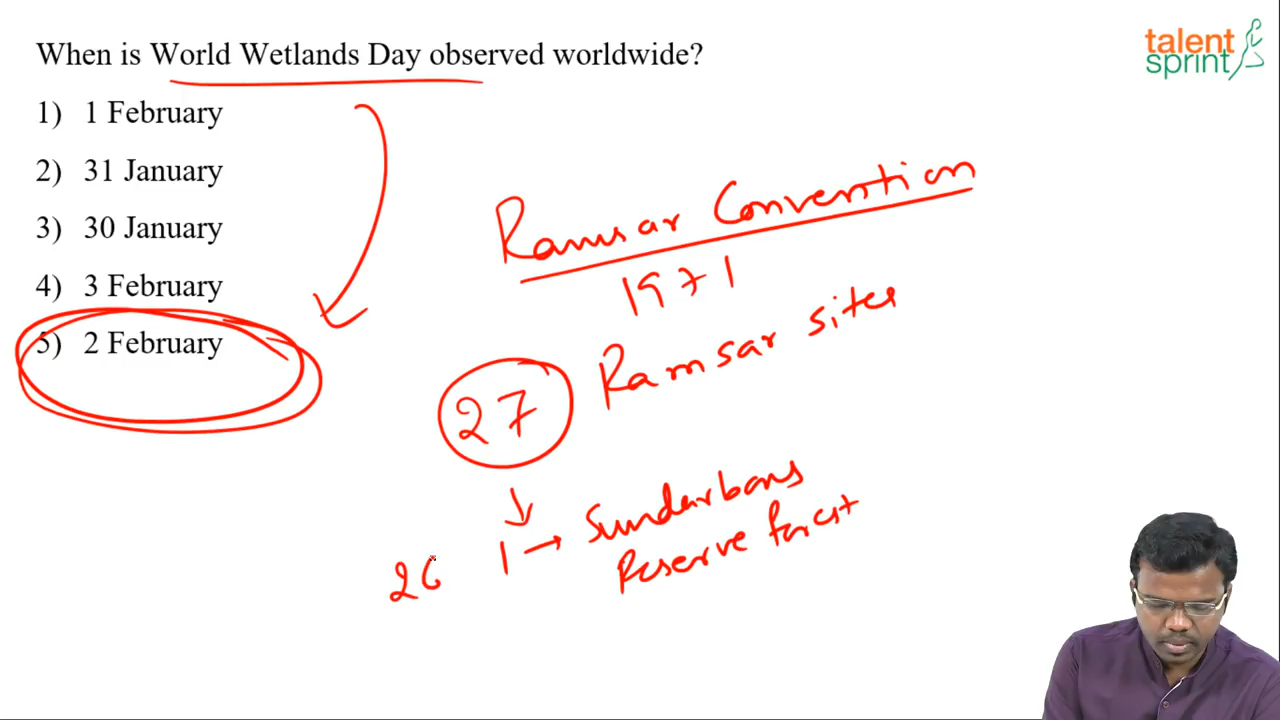 When is World Wetlands Day observed worldwide?
1) 1 February
2) 31 January
3) 30 January
4) 3 February
5) 2 February
talent
sprint
Ramsar Convention
1971
27 Ramsar sites
1 → Sundarbans
Reserve Forest
26